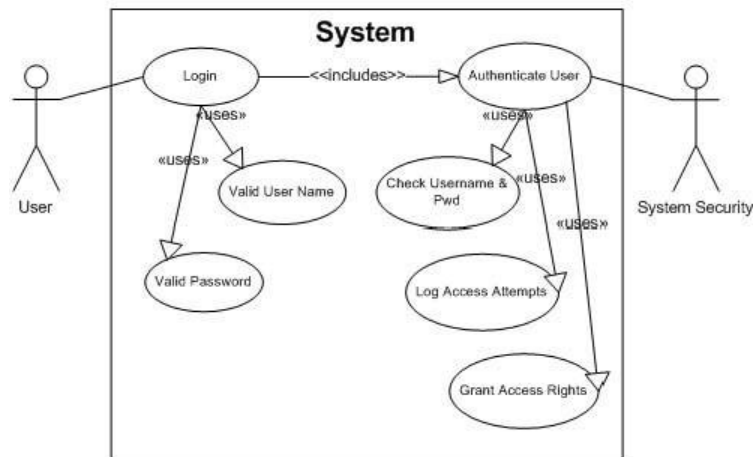 System
Login
<<includes>>
Authenticate User
«uses»
«uses»
«uses»
Valid User Name
Check Username &
Pwd
«uses»
User
System Security
«uses»
Valid Password
Log Access Attempts
Grant Access Rights